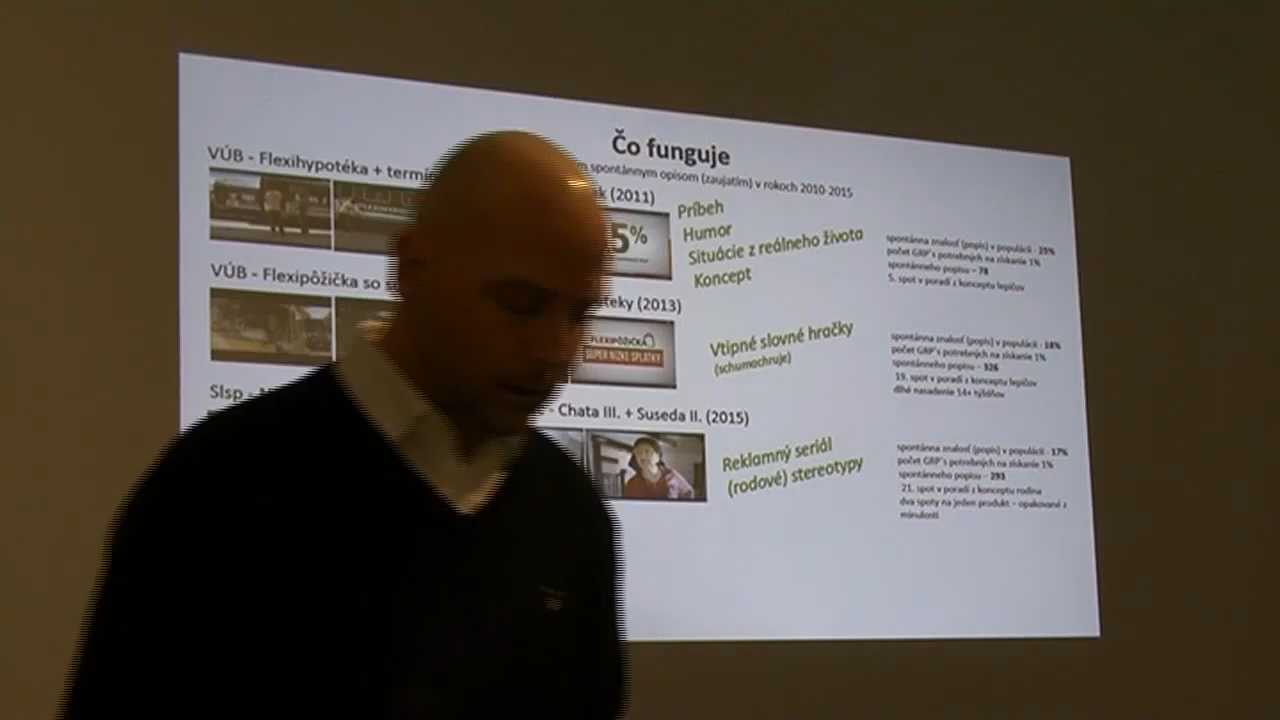 Čo funguje
spontánnym opisom (zaujatím) v rokoch 2010-2015
VÚB - Flexihypotéka + termí
(2011)
5%
Príbeh
Humor
Situácie z reálneho života
Koncept
spontánna znalosť (popis) v populácii - 25%
počet GRP's potrebných na získanie 1%
spontánneho popisu – 78
5. spot v poradí z konceptu lepičov
VÚB - Flexipôžička so
teky (2013)
FLEXIPÔŽIČKA
SUPER NÍZKE SPLÁTKY
Vtipné slovné hračky
(schumachruje)
spontánna znalosť (popis) v populácii - 18%
počet GRP's potrebných na získanie 1%
spontánneho popisu – 326
19. spot v poradí z konceptu lepičov
dlhé nasadenie 14+ týždňov
Slsp -
- Chata III. + Suseda II. (2015)
Reklamný seriál
(rodové) stereotypy
spontánna znalosť (popis) v populácii - 17%
počet GRP's potrebných na získanie 1%
spontánneho popisu – 293
21. spot v poradí z konceptu rodina
dva spoty na jeden produkt – opakované z
minulosti